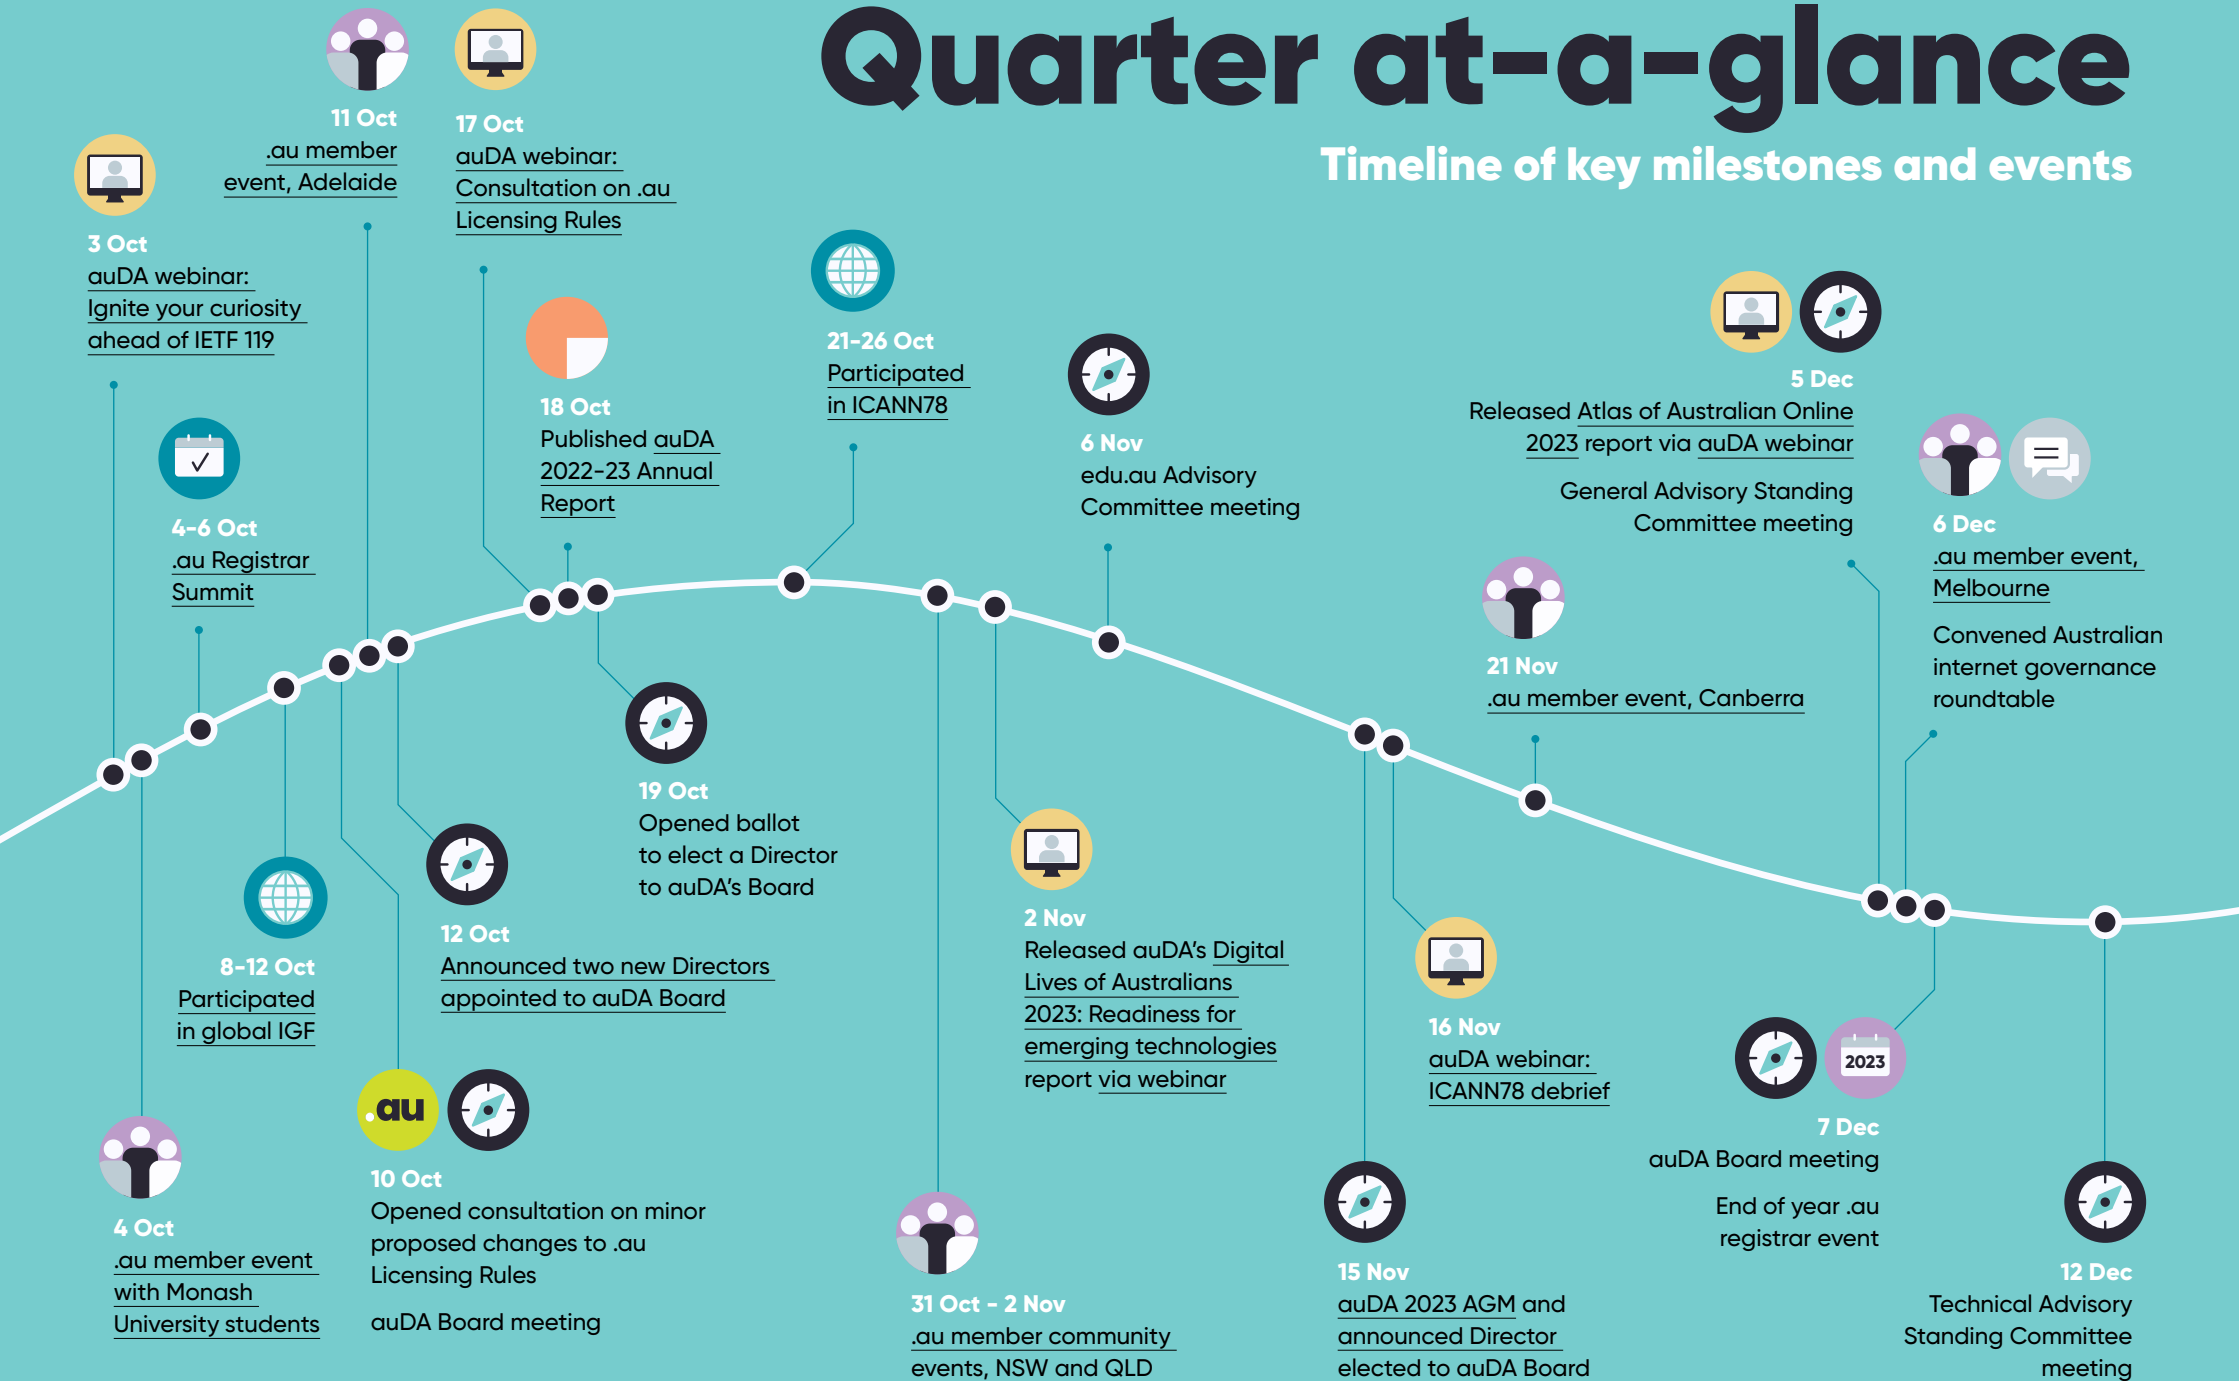 Quarter at-a-glance
Timeline of key milestones and events
3 Oct
auDA webinar:
Ignite your curiosity
ahead of IETF 119
4 Oct
.au member event
with Monash
University students
4-6 Oct
.au Registrar
Summit
8-12 Oct
Participated
in global IGF
.au
10 Oct
Opened consultation on minor
proposed changes to .au
Licensing Rules
auDA Board meeting
11 Oct
.au member
event, Adelaide
12 Oct
Announced two new Directors
appointed to auDA Board
17 Oct
auDA webinar:
Consultation on .au
Licensing Rules
18 Oct
Published auDA
2022-23 Annual
Report
19 Oct
Opened ballot
to elect a Director
to auDA's Board
21-26 Oct
Participated
in ICANN78
31 Oct - 2 Nov
.au member community
events, NSW and QLD
2 Nov
Released auDA's Digital
Lives of Australians
2023: Readiness for
emerging technologies
report via webinar
6 Nov
edu.au Advisory
Committee meeting
15 Nov
auDA 2023 AGM and
announced Director
elected to auDA Board
16 Nov
auDA webinar:
ICANN78 debrief
21 Nov
.au member event, Canberra
5 Dec
Released Atlas of Australian Online
2023 report via auDA webinar
General Advisory Standing
Committee meeting
6 Dec
.au member event,
Melbourne
Convened Australian
internet governance
roundtable
2023
7 Dec
auDA Board meeting
End of year .au
registrar event
12 Dec
Technical Advisory
Standing Committee
meeting